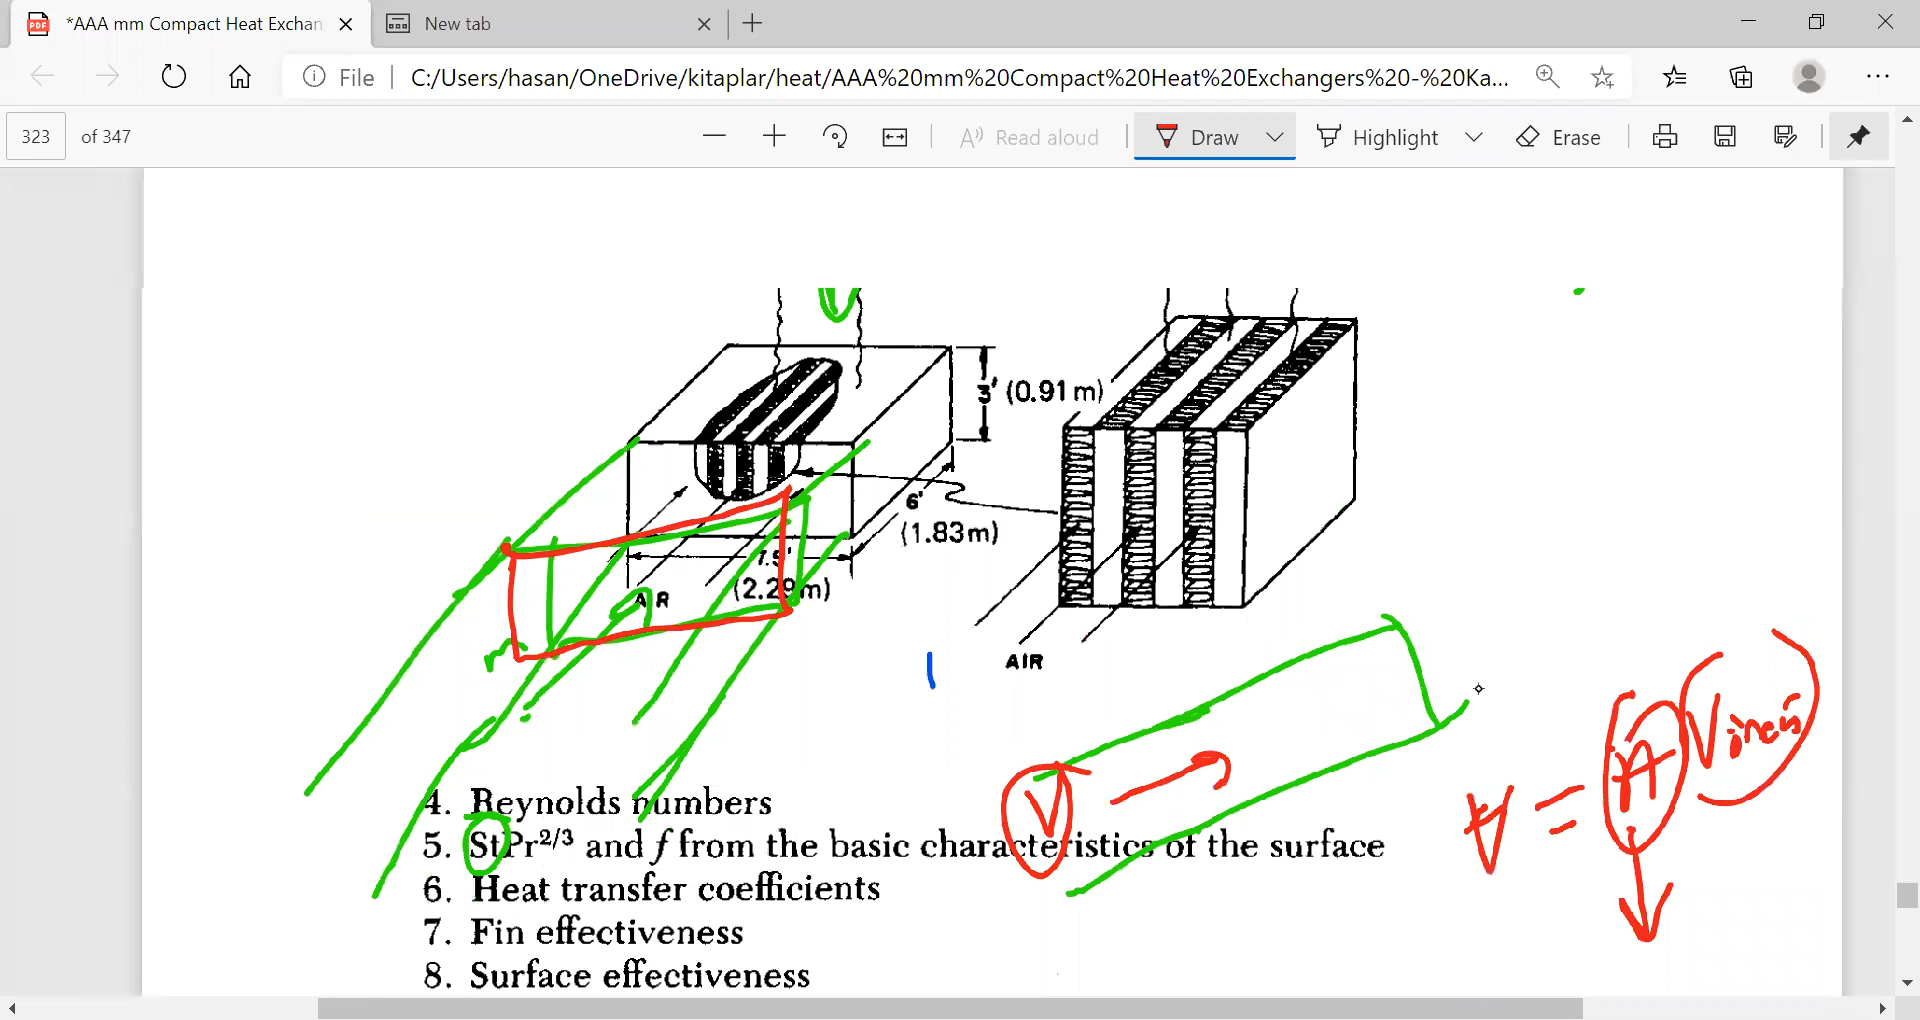 *AAA mm Compact Heat Exchan
New tab
File
C:/Users/hasan/OneDrive/kitaplar/heat/AAA%20mm%20Compact%20Heat%20Exchangers%20-%20Ka...
323 of 347
Read aloud
Draw
Highlight
Erase
3' (0.91 m)
6'
(1.83m)
7.5'
(2.29m)
AIR
AIR
V
V = A V
4. Reynolds numbers
5. StPr2/3 and f from the basic characteristics of the surface
6. Heat transfer coefficients
7. Fin effectiveness
8. Surface effectiveness